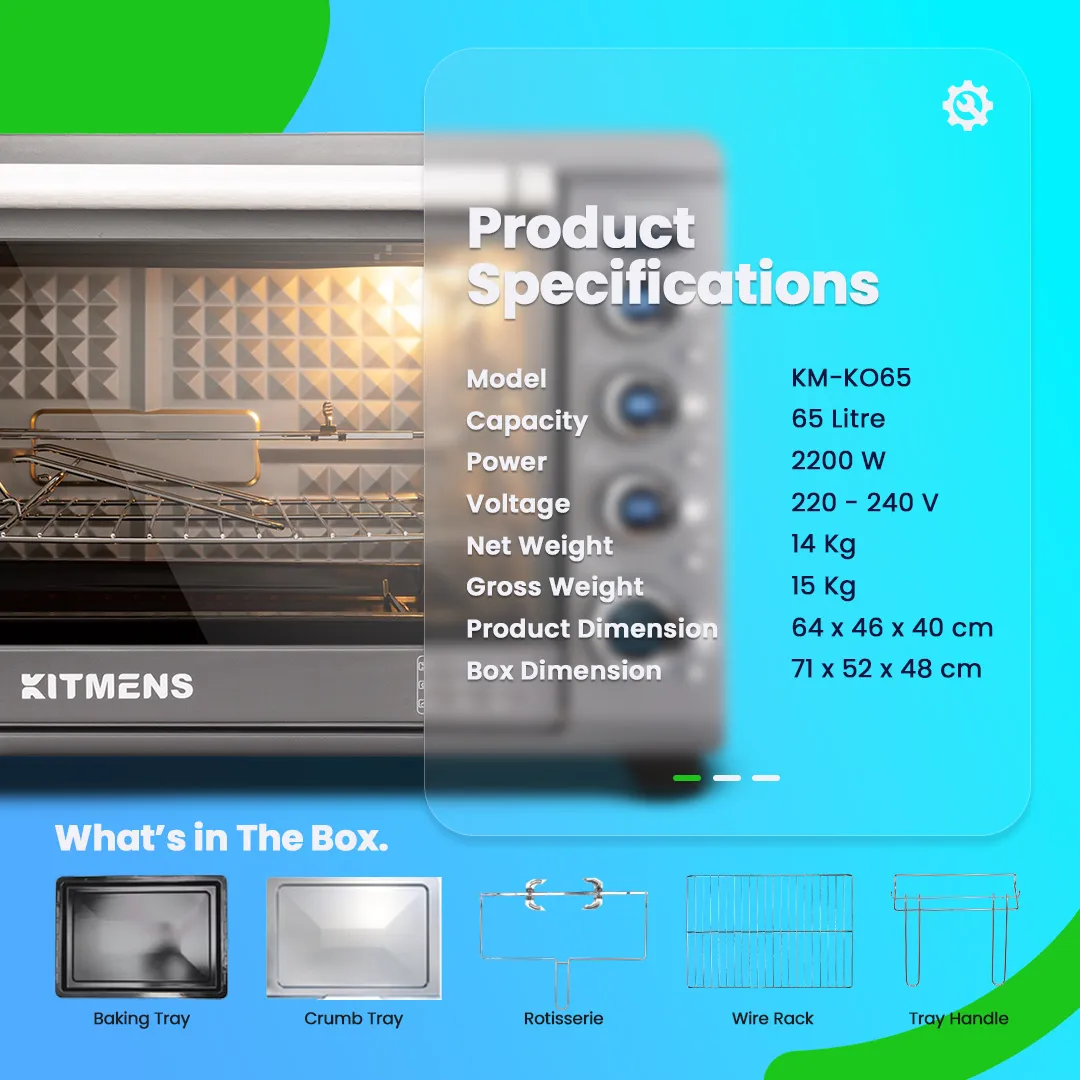 Product
Specifications
Model KM-KO65
Capacity 65 Litre
Power 2200 W
Voltage 220 - 240 V
Net Weight 14 Kg
Gross Weight 15 Kg
Product Dimension 64 x 46 x 40 cm
Box Dimension 71 x 52 x 48 cm
KITMENS
What's in The Box.
Baking Tray Crumb Tray Rotisserie Wire Rack Tray Handle